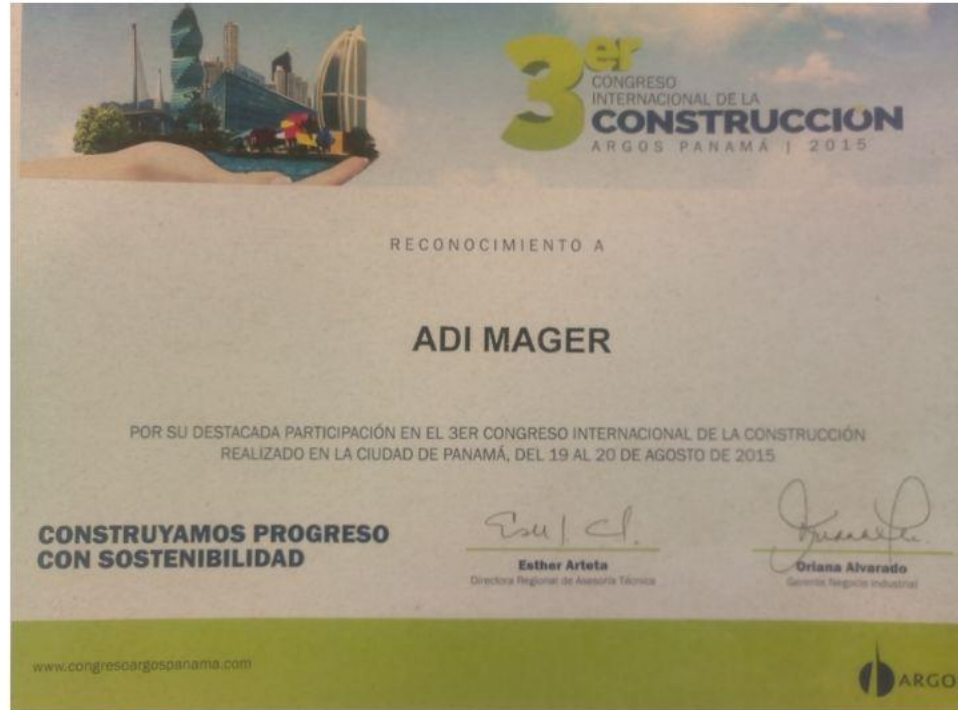 3er
CONGRESO
INTERNACIONAL DE LA
CONSTRUCCIÓN
ARGOS PANAMÁ | 2015
RECONOCIMIENTO A
ADI MAGER
POR SU DESTACADA PARTICIPACIÓN EN EL 3ER CONGRESO INTERNACIONAL DE LA CONSTRUCCIÓN
REALIZADO EN LA CIUDAD DE PANAMÁ, DEL 19 AL 20 DE AGOSTO DE 2015
CONSTRUYAMOS PROGRESO
CON SOSTENIBILIDAD
Esther Arteta
Directora Regional de Asesoría Técnica
Oriana Alvarado
Gerente Negocio Industrial
www.congresoargospanama.com
ARGO